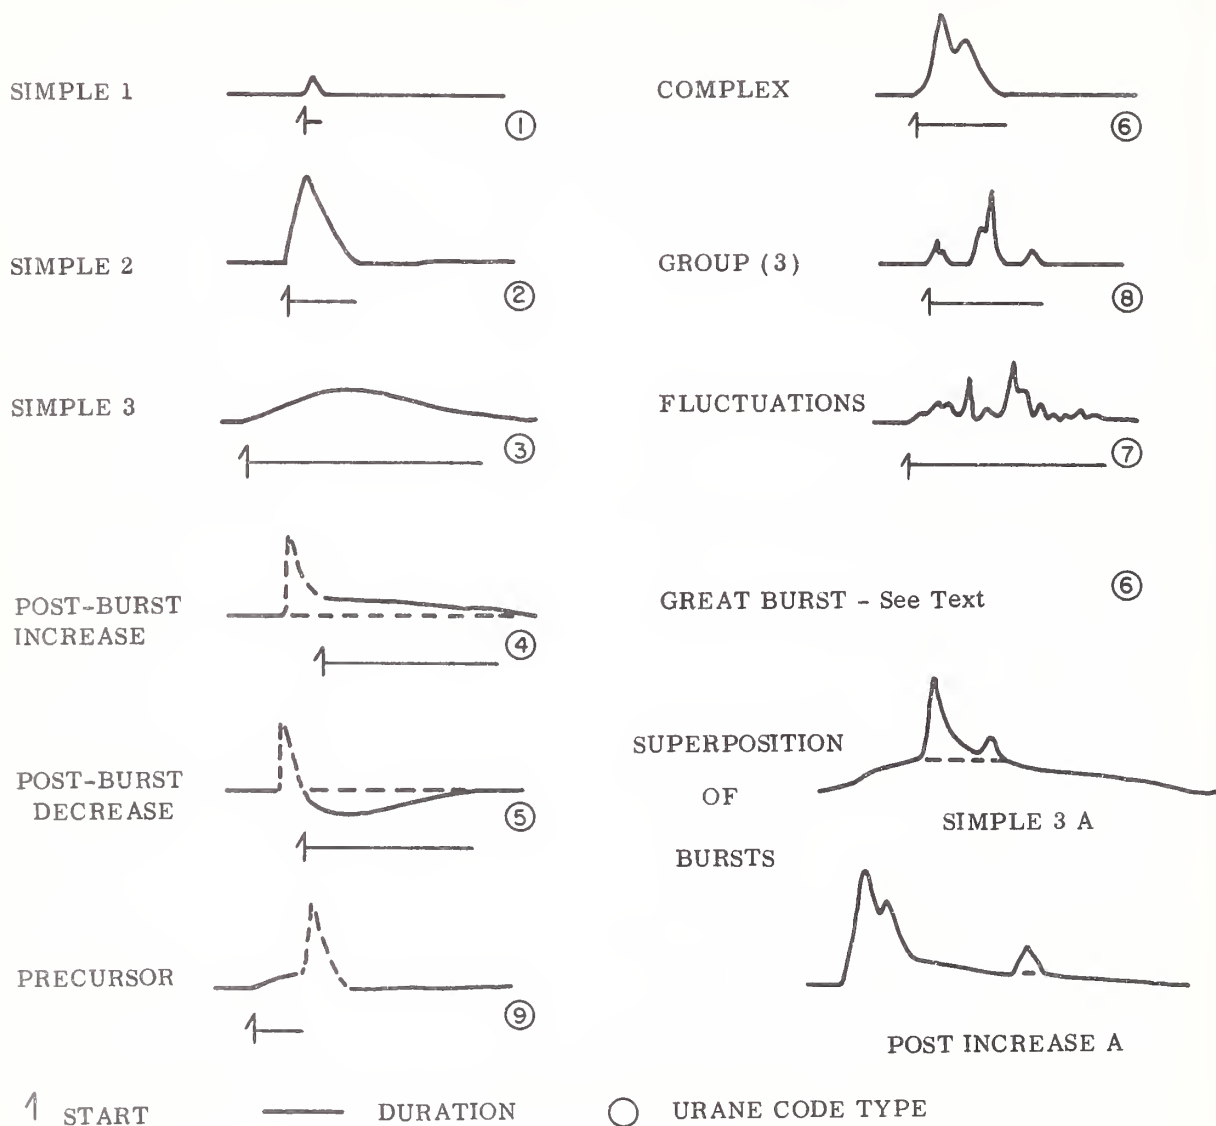 SIMPLE 1
①
SIMPLE 2
②
SIMPLE 3
③
POST-BURST
INCREASE
④
POST-BURST
DECREASE
⑤
PRECURSOR
⑨
COMPLEX
⑥
GROUP (3)
⑧
FLUCTUATIONS
⑦
GREAT BURST - See Text
⑥
SUPERPOSITION
OF
BURSTS
SIMPLE 3 A
POST INCREASE A
START
DURATION
URANE CODE TYPE